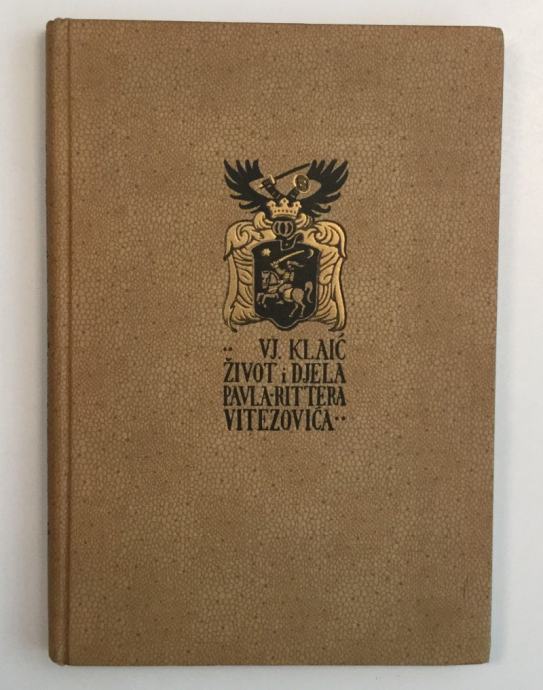 ·· VJ. KLAIĆ
ŽIVOT i DJELA
PAVLA-RITTERA
VITEZOVIĆA··